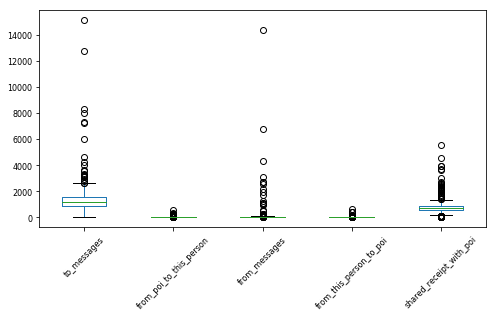 14000
12000
10000
8000
6000
4000
2000
0
to_messages
from_poi_to_this_person
from_messages
from_this_person_to_poi
shared_receipt_with_poi